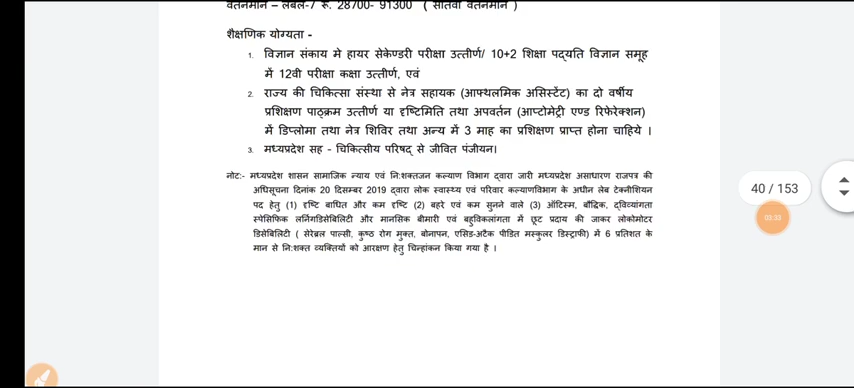 वेतनमान – लेबल-7 रू. 28700- 91300 ( सातवा वेतनमान )
शैक्षणिक योग्यता -
1. विज्ञान संकाय मे हायर सेकेण्डरी परीक्षा उत्तीर्ण/ 10+2 शिक्षा पद्यति विज्ञान समूह
में 12वी परीक्षा कक्षा उत्तीर्ण, एवं
2. राज्य की चिकित्सा संस्था से नेत्र सहायक (आफ्थलमिक असिस्टेंट) का दो वर्षीय
प्रशिक्षण पाठ्क्रम उत्तीर्ण या दृष्टिमिति तथा अपवर्तन (आप्टोमेट्री एण्ड रिफेरेक्शन)
में डिप्लोमा तथा नेत्र शिविर तथा अन्य में 3 माह का प्रशिक्षण प्राप्त होना चाहिये ।
3. मध्यप्रदेश सह - चिकित्सीय परिषद् से जीवित पंजीयन।
नोट:- मध्यप्रदेश शासन सामाजिक न्याय एवं नि:शक्तजन कल्याण विभाग द्वारा जारी मध्यप्रदेश असाधारण राजपत्र की
अधिसूचना दिनांक 20 दिसम्बर 2019 द्वारा लोक स्वास्थ्य एवं परिवार कल्याणविभाग के अधीन लेब टेक्नीशियन
पद हेतु (1) दृष्टि बाधित और कम दृष्टि (2) बहरे एवं कम सुनने वाले (3) ऑटिस्म, बौद्रिक, द्विव्यांगता
स्पेसिफिक लर्निगडिसेबिलिटी और मानसिक बीमारी एवं बहुविकलांगता में छूट प्रदाय की जाकर लोकोमोटर
डिसेबिलिटी ( सेरेब्रल पाल्सी, कुष्ठ रोग मुक्त, बोनापन, एसिड-अटैक पीडित मस्कुलर डिस्ट्राफी) में 6 प्रतिशत के
मान से नि:शक्त व्यक्तियों को आरक्षण हेतु चिन्हांकन किया गया है ।
40 / 153
03:33